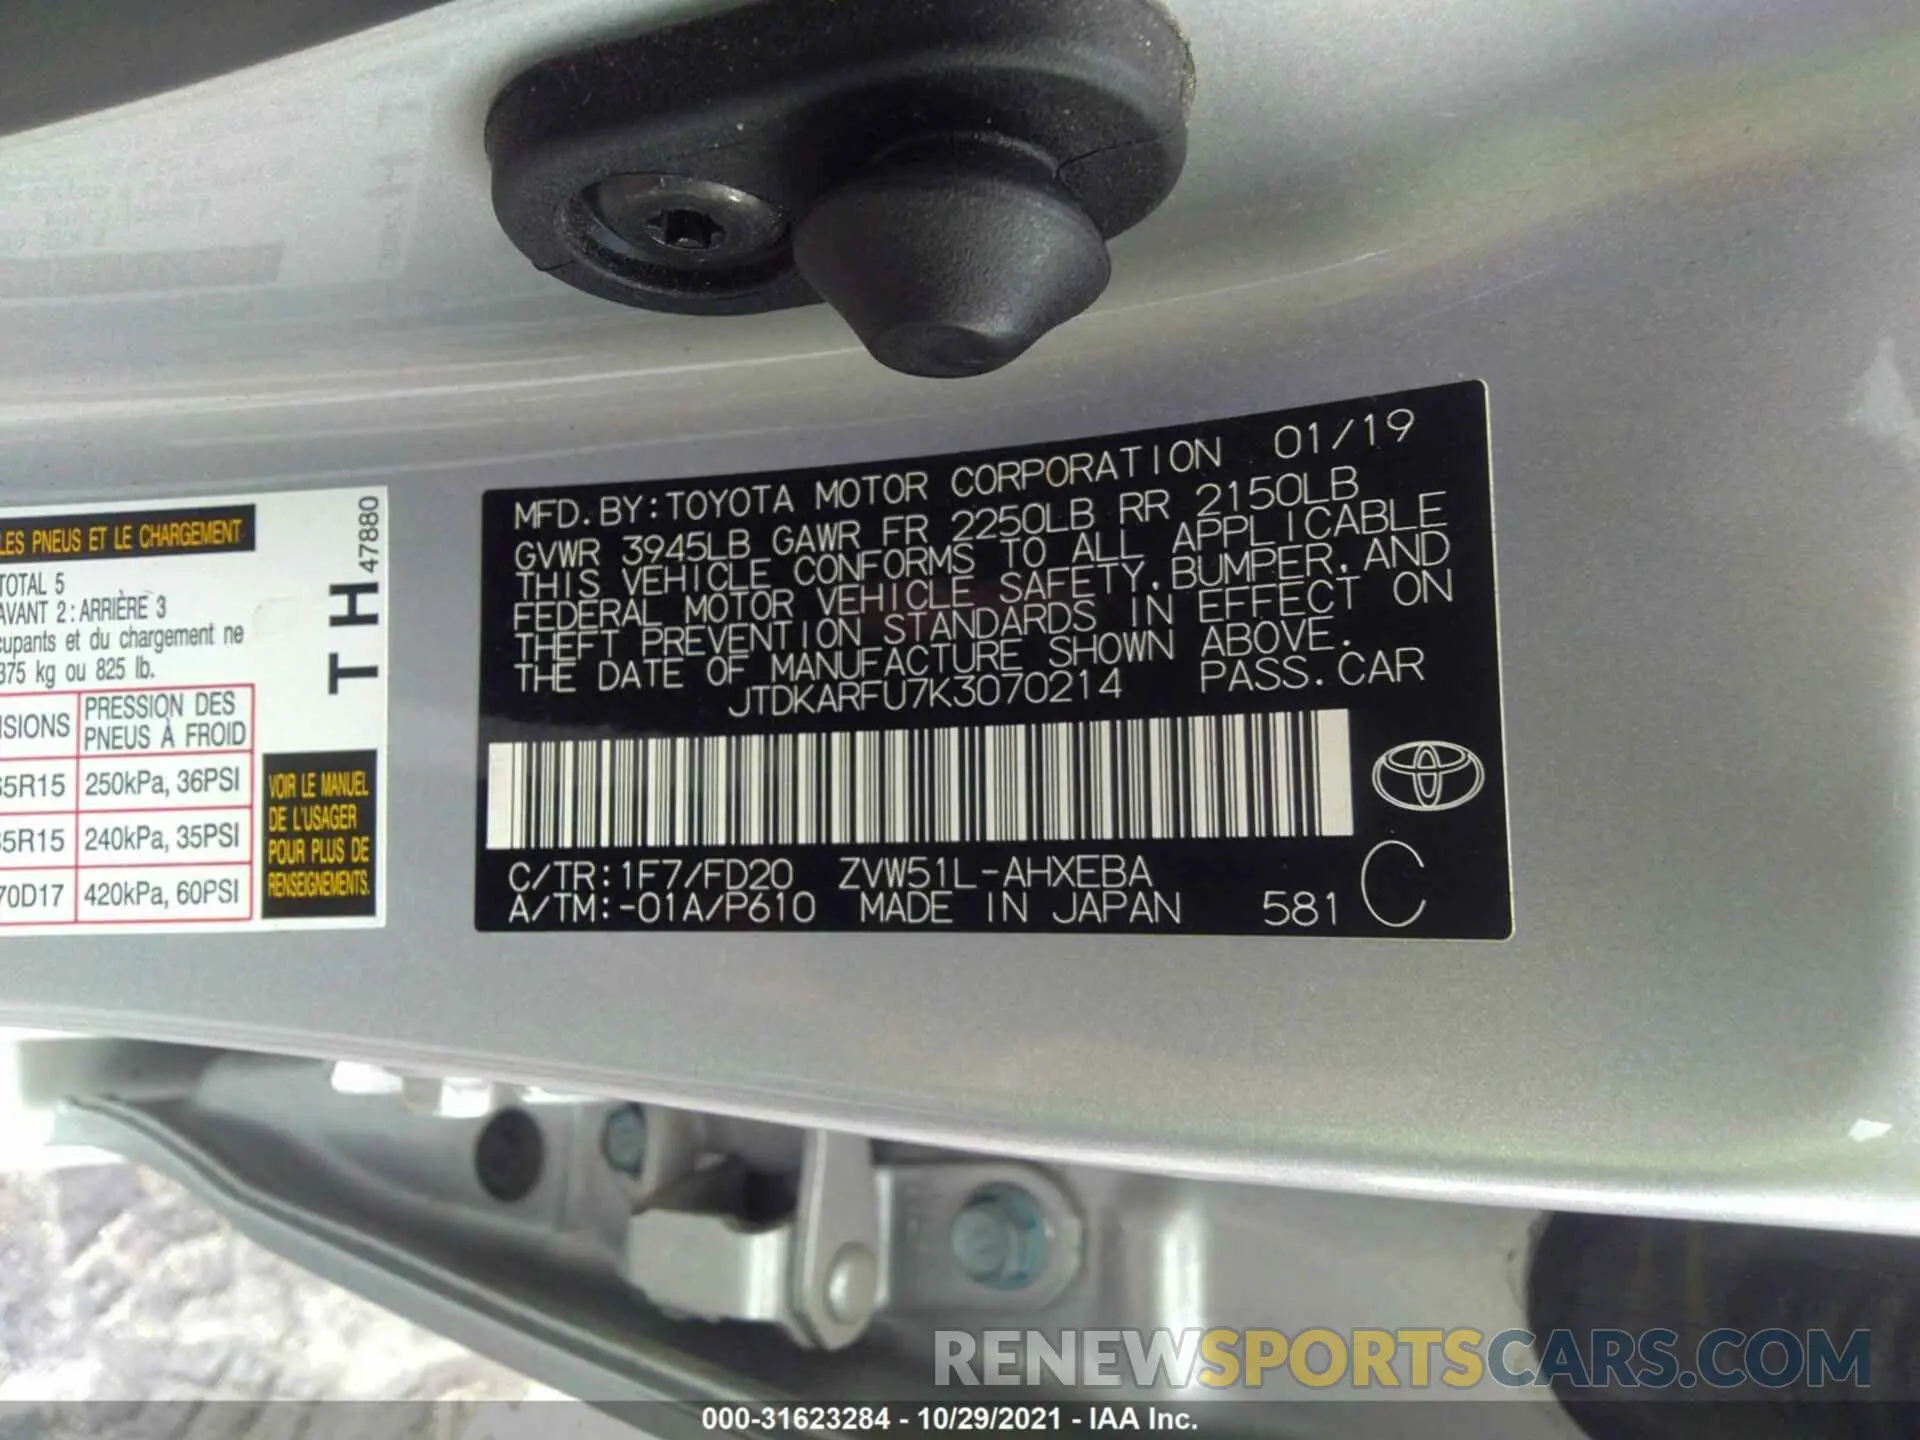 LES PNEUS ET LE CHARGEMENT
TOTAL 5
AVANT 2 : ARRIÈRE 3
cupants et du chargement ne
375 kg ou 825 lb.
PRESSION DES
PNEUS À FROID
65R15 250kPa, 36PSI
65R15 240kPa, 35PSI
70D17 420kPa, 60PSI
TH 47880
VOIR LE MANUEL
DE L'USAGER
POUR PLUS DE
RENSEIGNEMENTS.
MFD. BY: TOYOTA MOTOR CORPORATION 01/19
GVWR 3945LB GAWR FR 2250LB RR 2150LB
THIS VEHICLE CONFORMS TO ALL APPLICABLE
FEDERAL MOTOR VEHICLE SAFETY, BUMPER, AND
THEFT PREVENTION STANDARDS IN EFFECT ON
THE DATE OF MANUFACTURE SHOWN ABOVE.
JTDKARFU7K3070214 PASS. CAR
C/TR: 1F7/FD20 ZVW51L-AHXEBA
A/TM: -01A/P610 MADE IN JAPAN 581 C
RENEWSPORTSCARS.COM
000-31623284 - 10/29/2021 - IAA Inc.